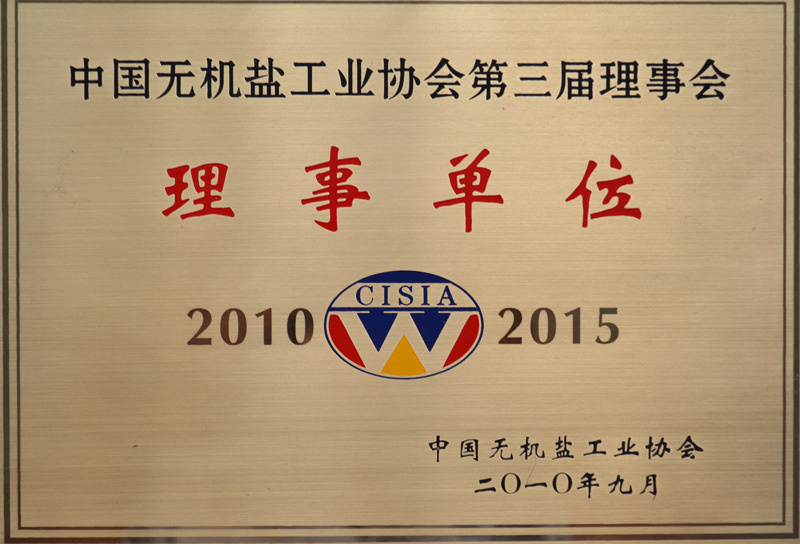 中国无机盐工业协会第三届理事会
理事单位
2010 CISIA 2015
中国无机盐工业协会
二〇一〇年九月